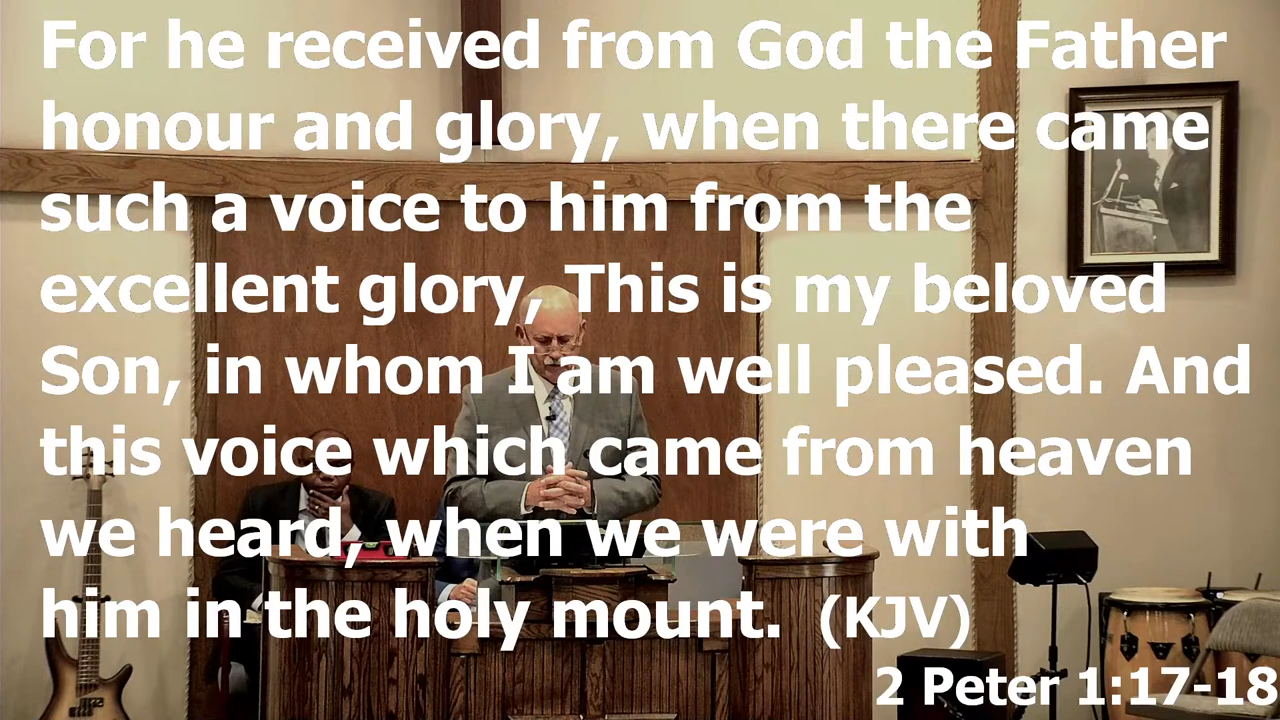 For he received from God the Father
honour and glory, when there came
such a voice to him from the
excellent glory, This is my beloved
Son, in whom I am well pleased. And
this voice which came from heaven
we heard, when we were with
him in the holy mount.  (KJV)
2 Peter 1:17-18